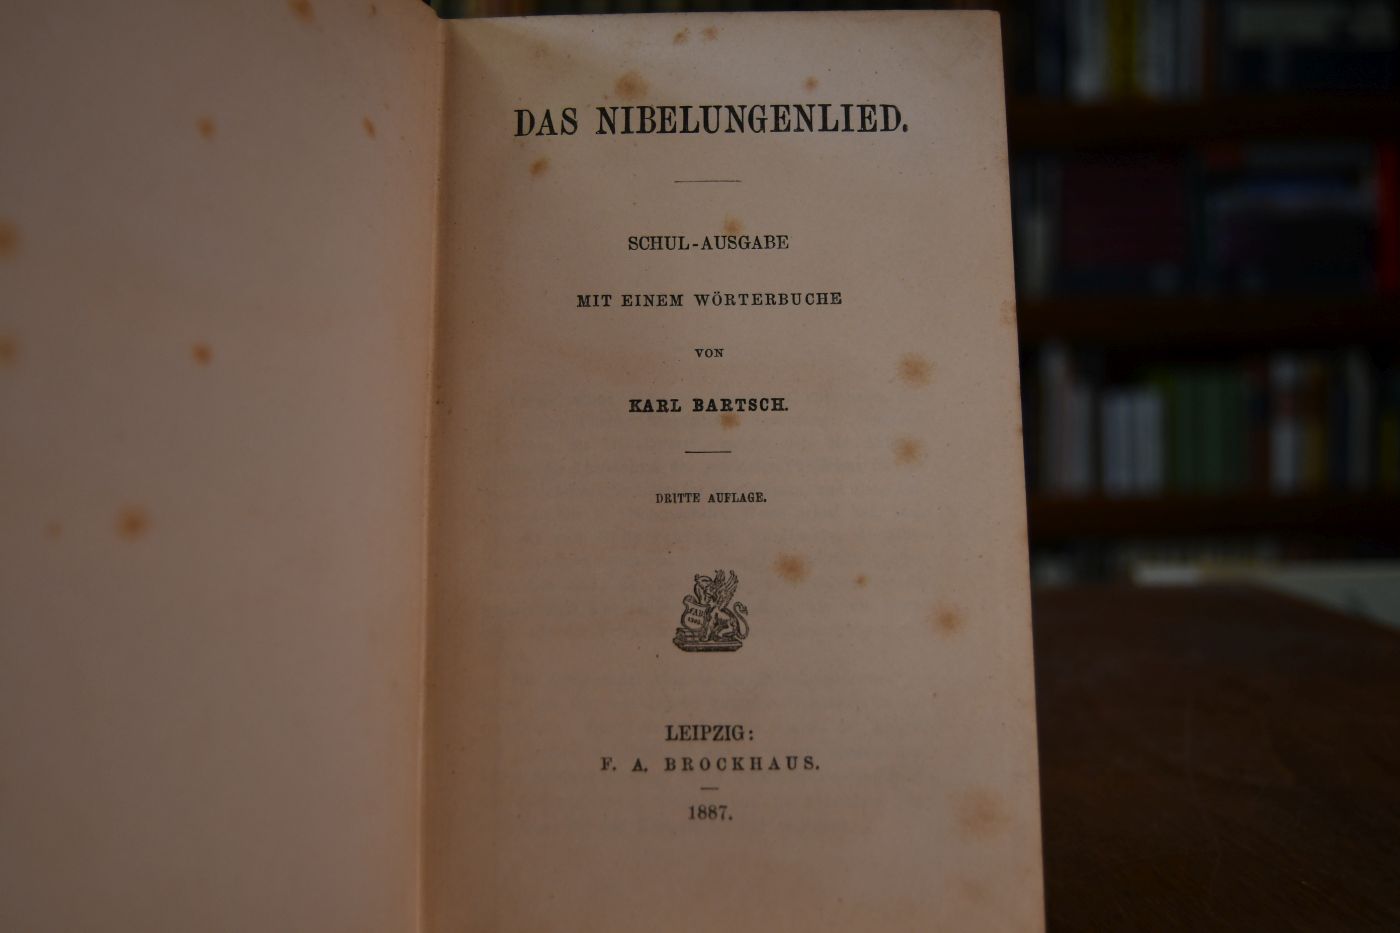 DAS NIBELUNGENLIED.
SCHUL-AUSGABE
MIT EINEM WÖRTERBUCHE
VON
KARL BARTSCH.
DRITTE AUFLAGE.
LEIPZIG:
F. A. BROCKHAUS.
1887.